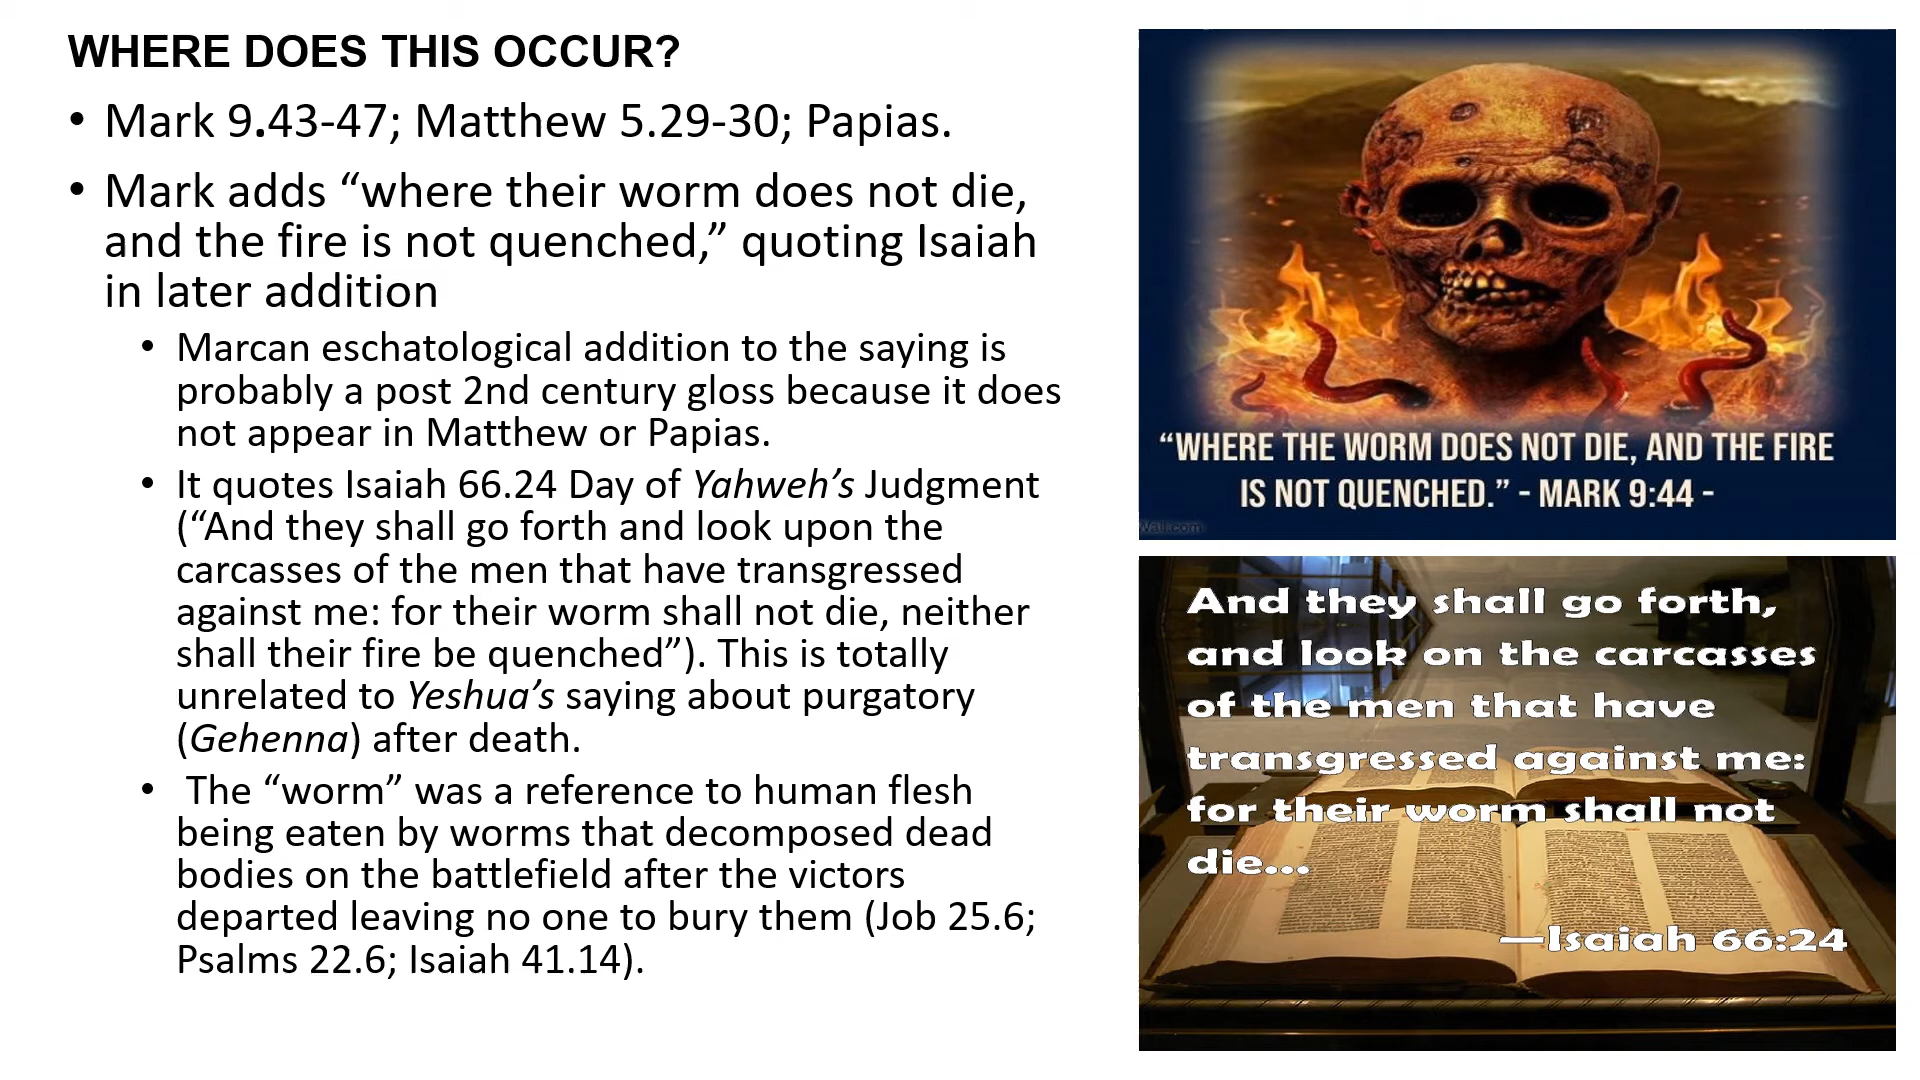 WHERE DOES THIS OCCUR?
• Mark 9.43-47; Matthew 5.29-30; Papias.
• Mark adds “where their worm does not die,
and the fire is not quenched,” quoting Isaiah
in later addition
• Marcan eschatological addition to the saying is
probably a post 2nd century gloss because it does
not appear in Matthew or Papias.
• It quotes Isaiah 66.24 Day of Yahweh’s Judgment
(“And they shall go forth and look upon the
carcasses of the men that have transgressed
against me: for their worm shall not die, neither
shall their fire be quenched”). This is totally
unrelated to Yeshua’s saying about purgatory
(Gehenna) after death.
• The “worm” was a reference to human flesh
being eaten by worms that decomposed dead
bodies on the battlefield after the victors
departed leaving no one to bury them (Job 25.6;
Psalms 22.6; Isaiah 41.14).
“WHERE THE WORM DOES NOT DIE, AND THE FIRE
IS NOT QUENCHED.” - MARK 9:44 -
And they shall go forth,
and look on the carcasses
of the men that have
transgressed against me:
for their worm shall not
die...
—Isaiah 66:24